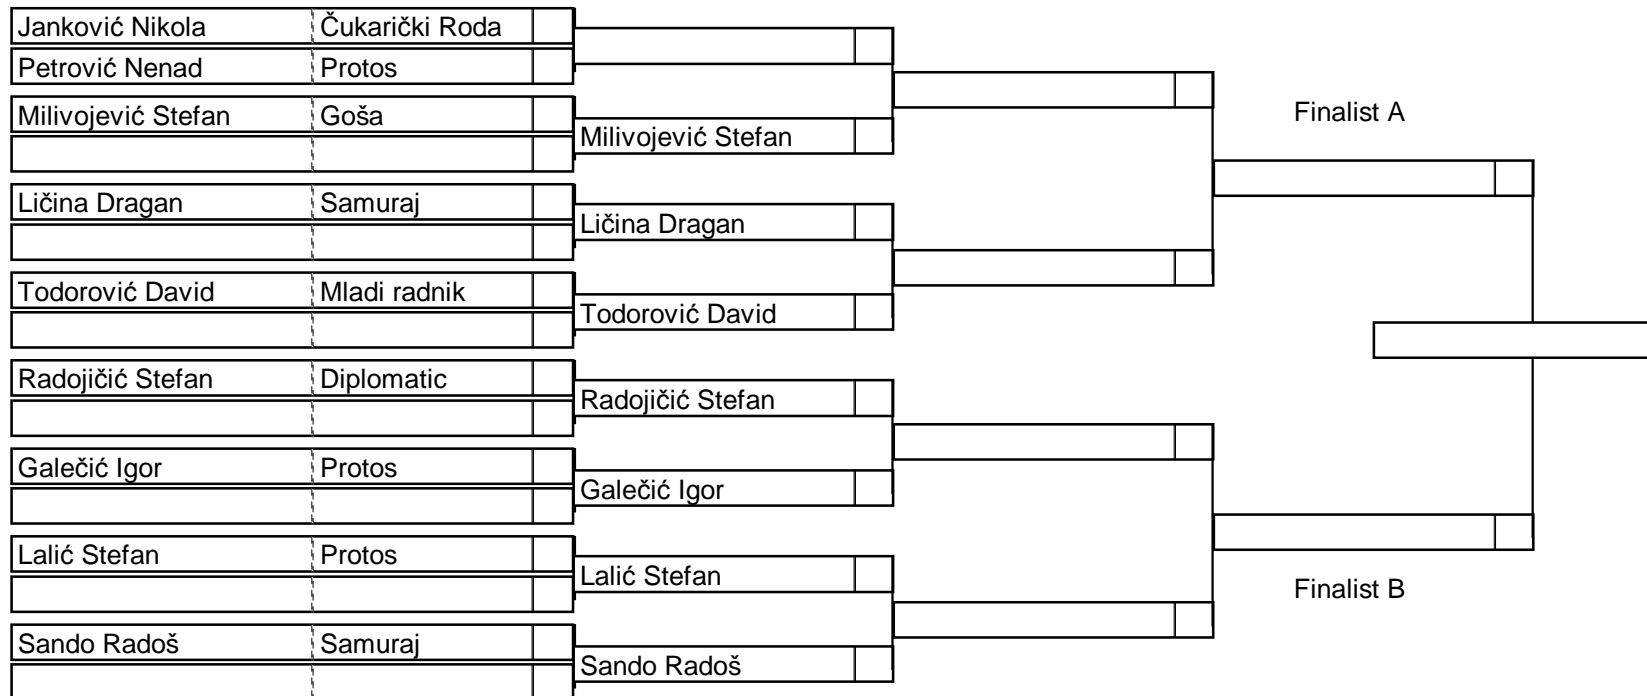 Janković Nikola Čukarički Roda
Petrović Nenad Protos
Milivojević Stefan Goša
Milivojević Stefan
Ličina Dragan Samuraj
Ličina Dragan
Todorović David Mladi radnik
Todorović David
Radojičić Stefan Diplomatic
Radojičić Stefan
Galečić Igor Protos
Galečić Igor
Lalić Stefan Protos
Lalić Stefan
Sando Radoš Samuraj
Sando Radoš
Finalist A
Finalist B